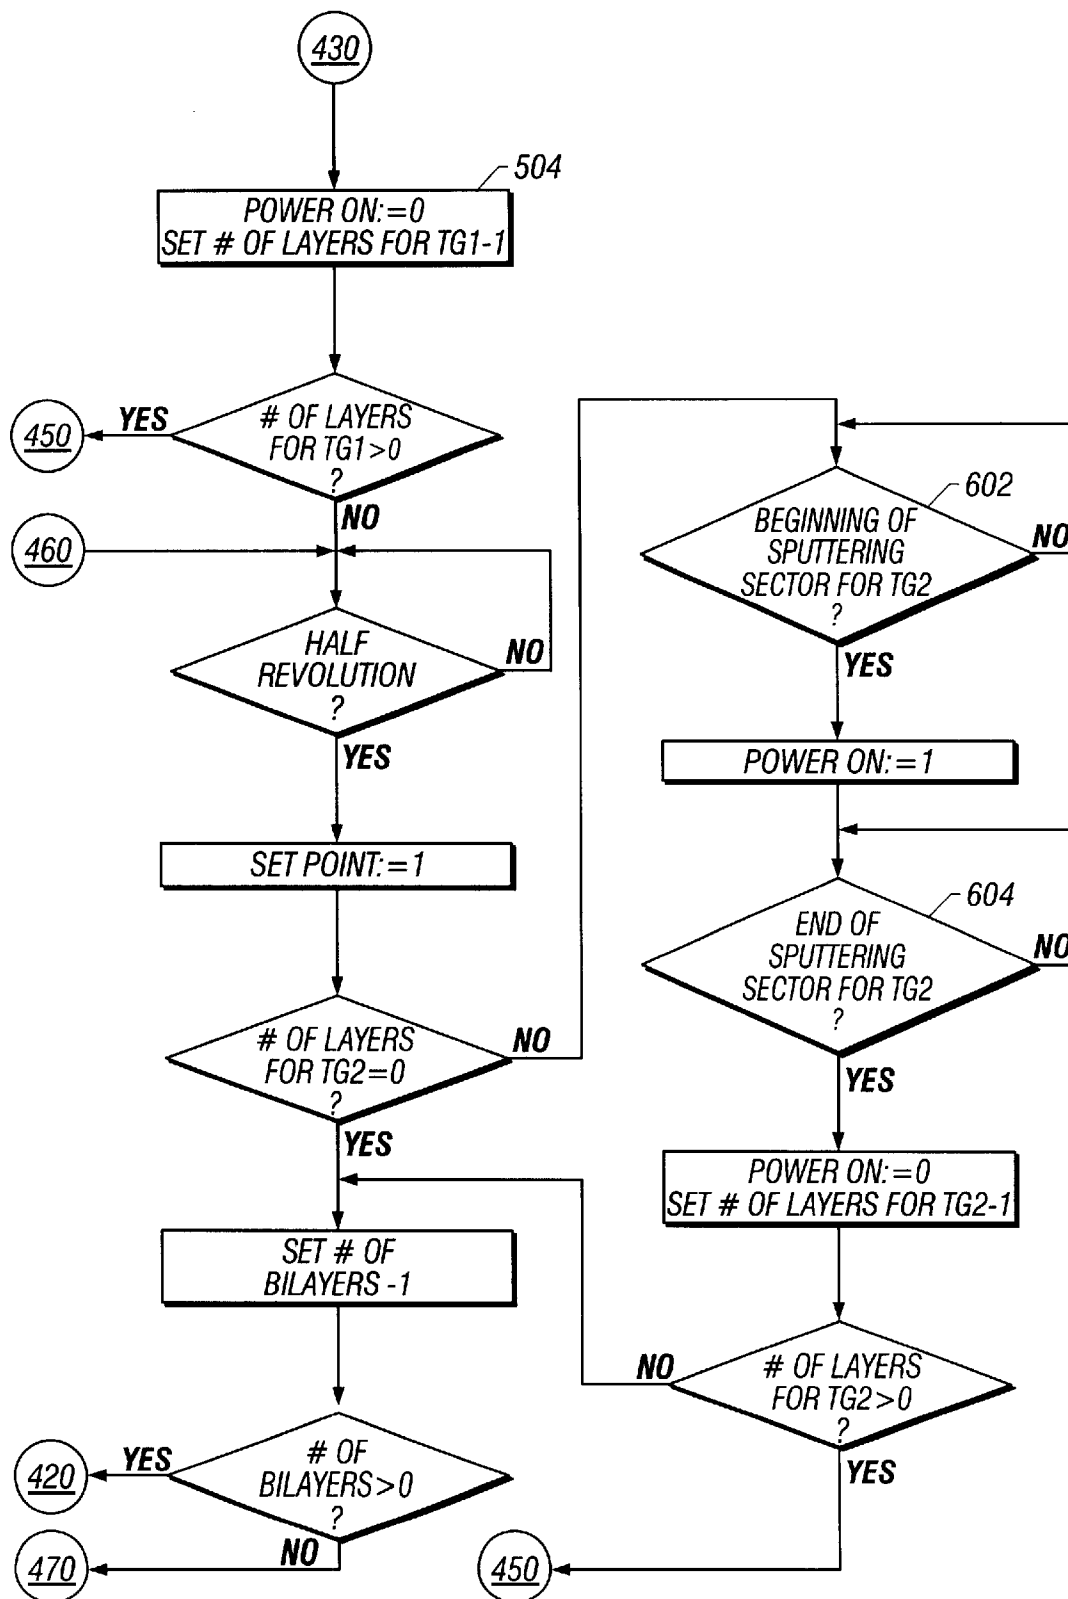 430
504
POWER ON:=0
SET # OF LAYERS FOR TG1-1
# OF LAYERS
FOR TG1>0
?
YES
450
NO
460
HALF
REVOLUTION
?
NO
YES
SET POINT:=1
# OF LAYERS
FOR TG2=0
?
NO
YES
SET # OF
BILAYERS -1
# OF
BILAYERS>0
?
YES
420
NO
470
602
BEGINNING OF
SPUTTERING
SECTOR FOR TG2
?
NO
YES
POWER ON:=1
604
END OF
SPUTTERING
SECTOR FOR TG2
?
NO
YES
POWER ON:=0
SET # OF LAYERS FOR TG2-1
# OF LAYERS
FOR TG2>0
?
NO
YES
450